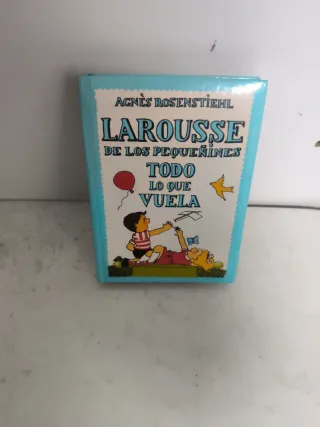 AGNÈS ROSENSTIEHL
LAROUSSE
DE LOS PEQUEÑINES
TODO
LO QUE
VUELA